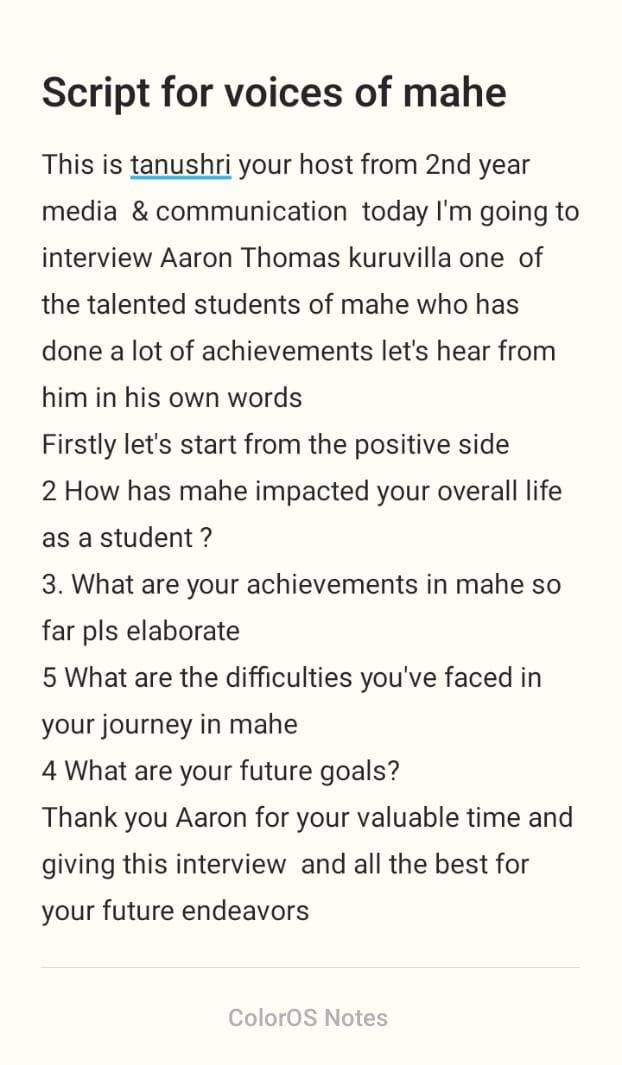 Script for voices of mahe
This is tanushri your host from 2nd year
media  & communication  today I'm going to
interview Aaron Thomas kuruvilla one  of
the talented students of mahe who has
done a lot of achievements let's hear from
him in his own words
Firstly let's start from the positive side
2 How has mahe impacted your overall life
as a student ?
3. What are your achievements in mahe so
far pls elaborate
5 What are the difficulties you've faced in
your journey in mahe
4 What are your future goals?
Thank you Aaron for your valuable time and
giving this interview  and all the best for
your future endeavors
ColorOS Notes